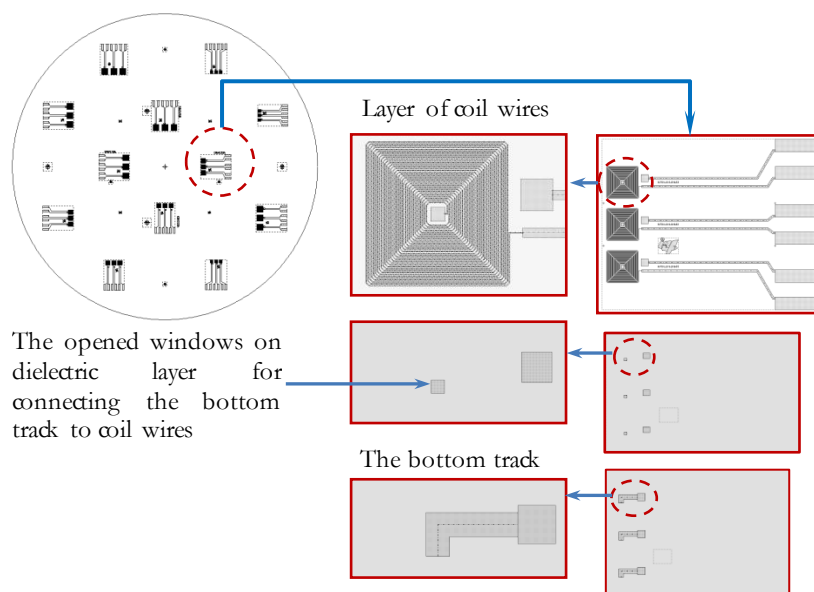 Layer of coil wires
The opened windows on
dielectric layer for
connecting the bottom
track to coil wires
The bottom track